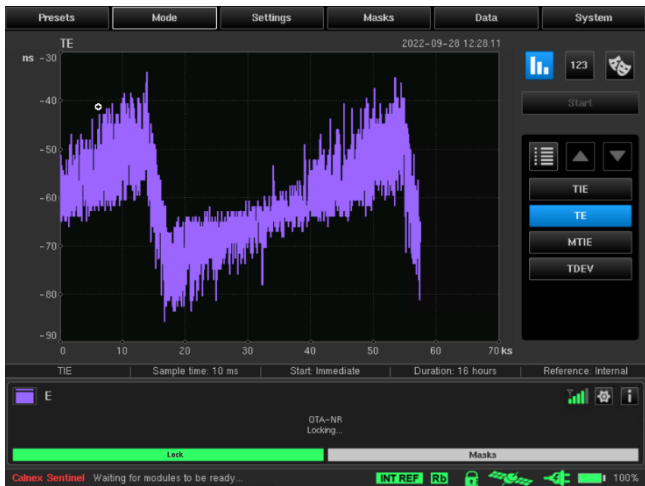 Presets Mode Settings Masks Data System
TE 2022-09-28 12:28:11
ns -30
123
-40
Start
-50
-60
TIE
TE
-70
MTIE
TDEV
-80
-90
0 10 20 30 40 50 60 70 ks
TIE | Sample time: 10 ms | Start: Immediate | Duration: 16 hours | Reference: Internal
E
i
OTA-NR
Locking...
Lock Masks
Calnex Sentinel Waiting for modules to be ready... INT REF Rb 100%